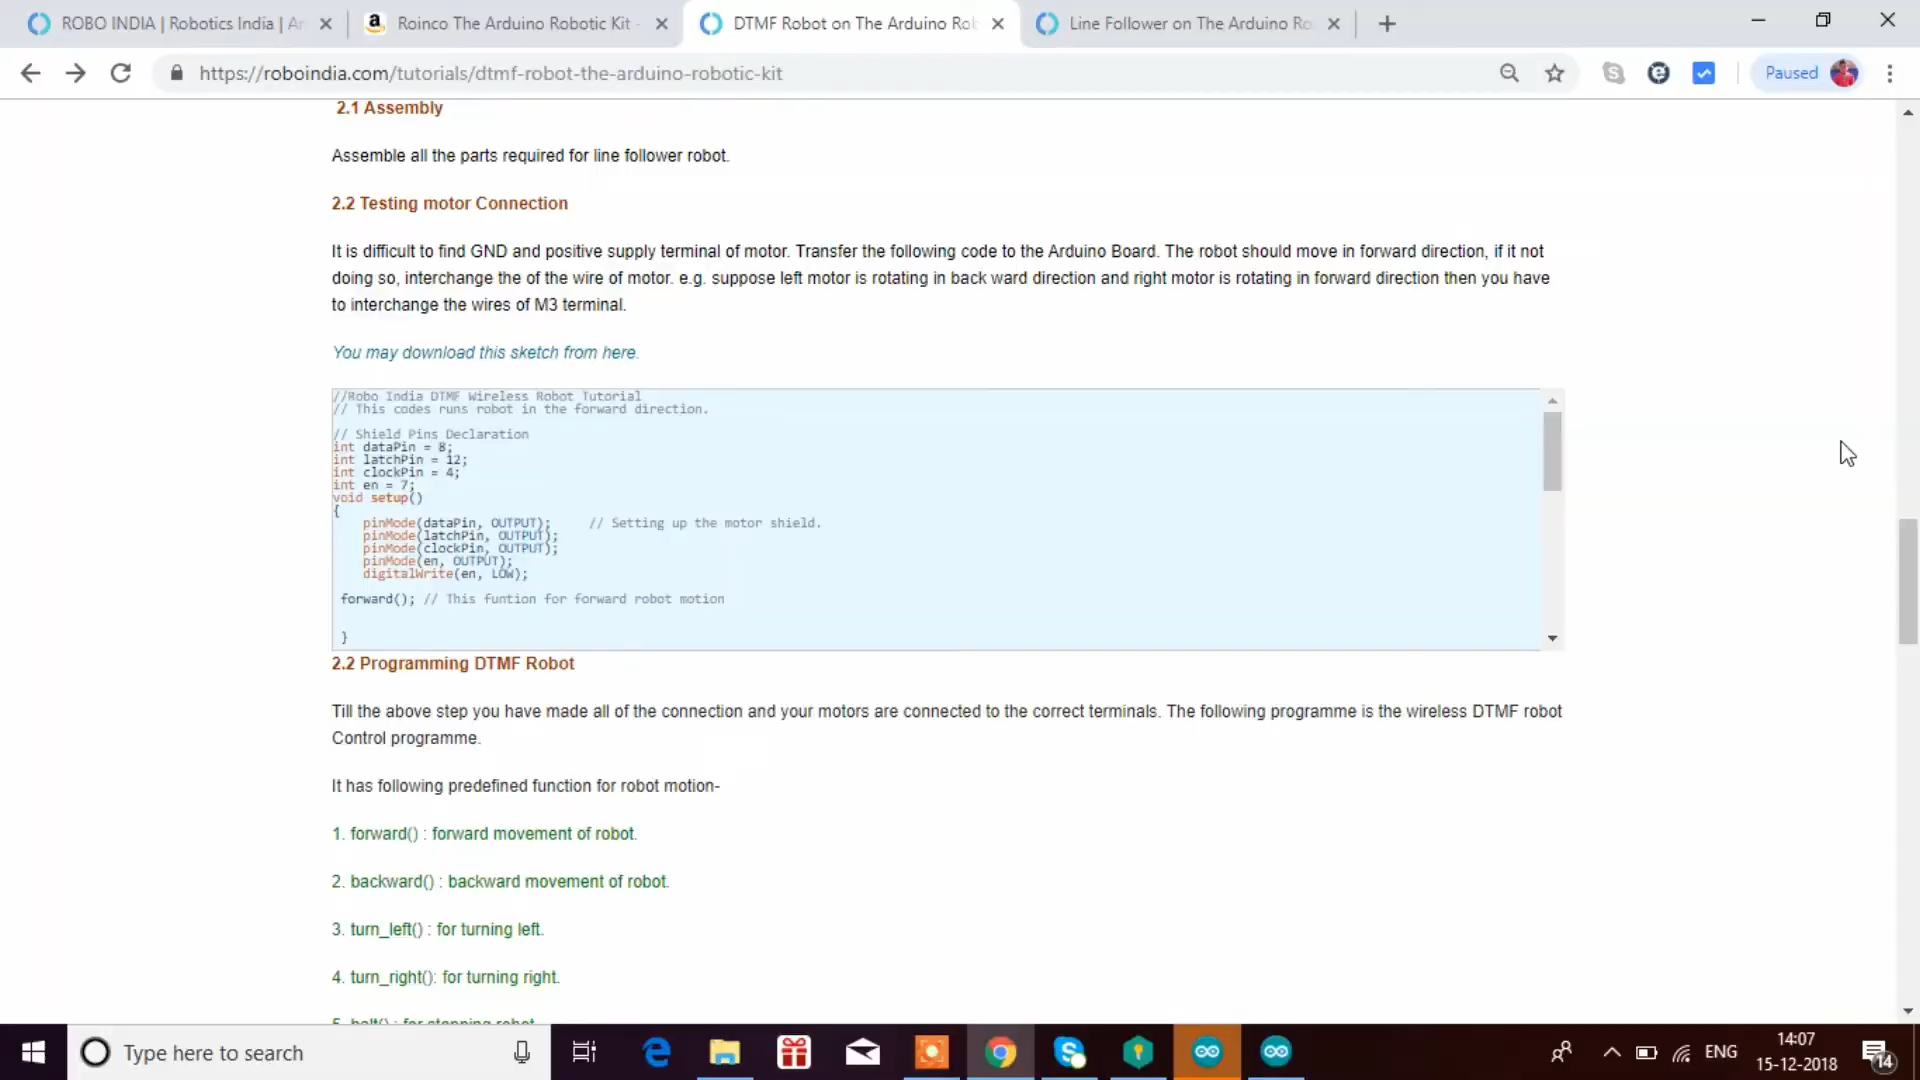 ROBO INDIA | Robotics India | Ar
Roinco The Arduino Robotic Kit -
DTMF Robot on The Arduino Rob
Line Follower on The Arduino Ro
https://roboindia.com/tutorials/dtmf-robot-the-arduino-robotic-kit
Paused
2.1 Assembly
Assemble all the parts required for line follower robot.
2.2 Testing motor Connection
It is difficult to find GND and positive supply terminal of motor. Transfer the following code to the Arduino Board. The robot should move in forward direction, if it not
doing so, interchange the of the wire of motor. e.g. suppose left motor is rotating in back ward direction and right motor is rotating in forward direction then you have
to interchange the wires of M3 terminal.
You may download this sketch from here.
//Robo India DTMF Wireless Robot Tutorial
// This codes runs robot in the forward direction.
// Shield Pins Declaration
int dataPin = 8;
int latchPin = 12;
int clockPin = 4;
int en = 7;
void setup()
{
pinMode(dataPin, OUTPUT); // Setting up the motor shield.
pinMode(latchPin, OUTPUT);
pinMode(clockPin, OUTPUT);
pinMode(en, OUTPUT);
digitalWrite(en, LOW);
forward(); // This funtion for forward robot motion
}
2.2 Programming DTMF Robot
Till the above step you have made all of the connection and your motors are connected to the correct terminals. The following programme is the wireless DTMF robot
Control programme.
It has following predefined function for robot motion-
1. forward() : forward movement of robot.
2. backward() : backward movement of robot.
3. turn_left() : for turning left.
4. turn_right(): for turning right.
5. halt() : for stopping robot.
Type here to search
ENG
14:07
15-12-2018
14